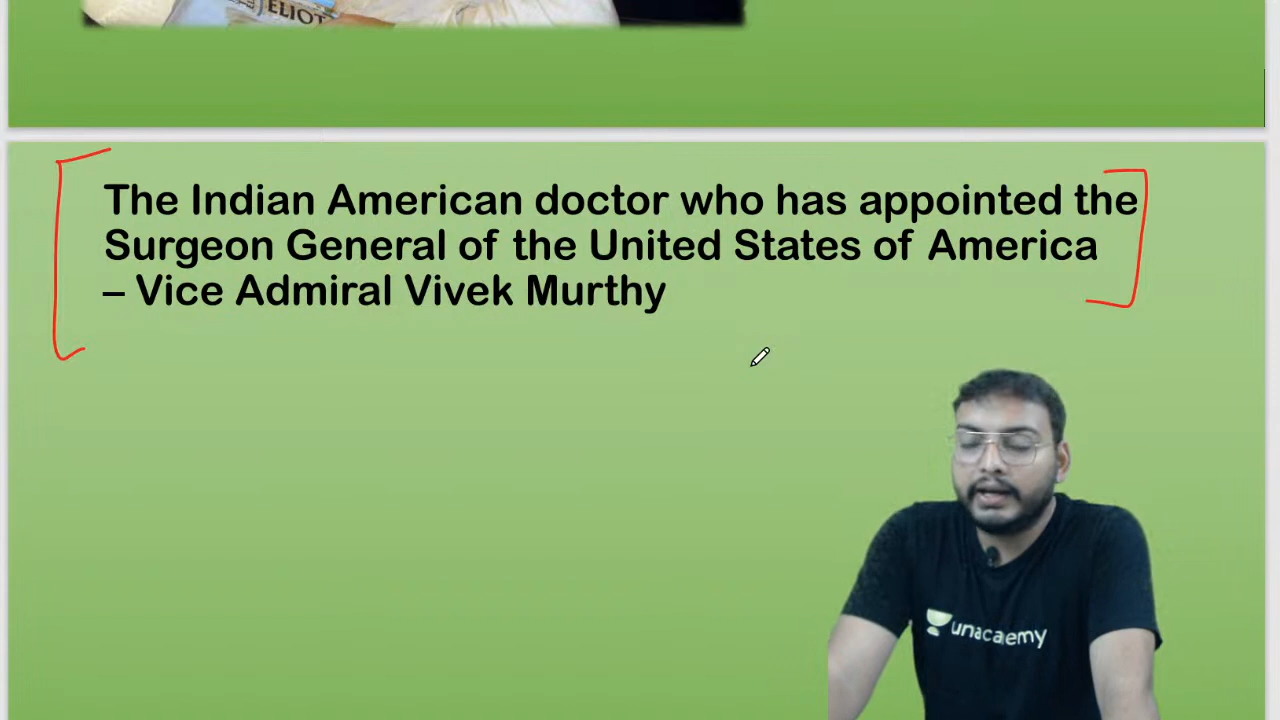 ELIOT
The Indian American doctor who has appointed the
Surgeon General of the United States of America
– Vice Admiral Vivek Murthy
unacademy